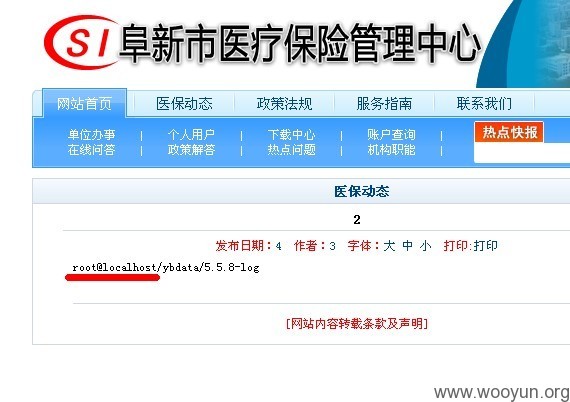 SI 阜新市医疗保险管理中心
网站首页 医保动态 政策法规 服务指南 联系我们
单位办事 | 个人用户 | 下载中心 | 账户查询 | 热点快报
在线问答 | 政策解答 | 热点问题 | 机构职能 |
医保动态
2
发布日期：4 作者：3 字体：大 中 小 打印:打印
root@localhost/ybdata/5.5.8-log
[网站内容转载条款及声明]
www.wooyun.org